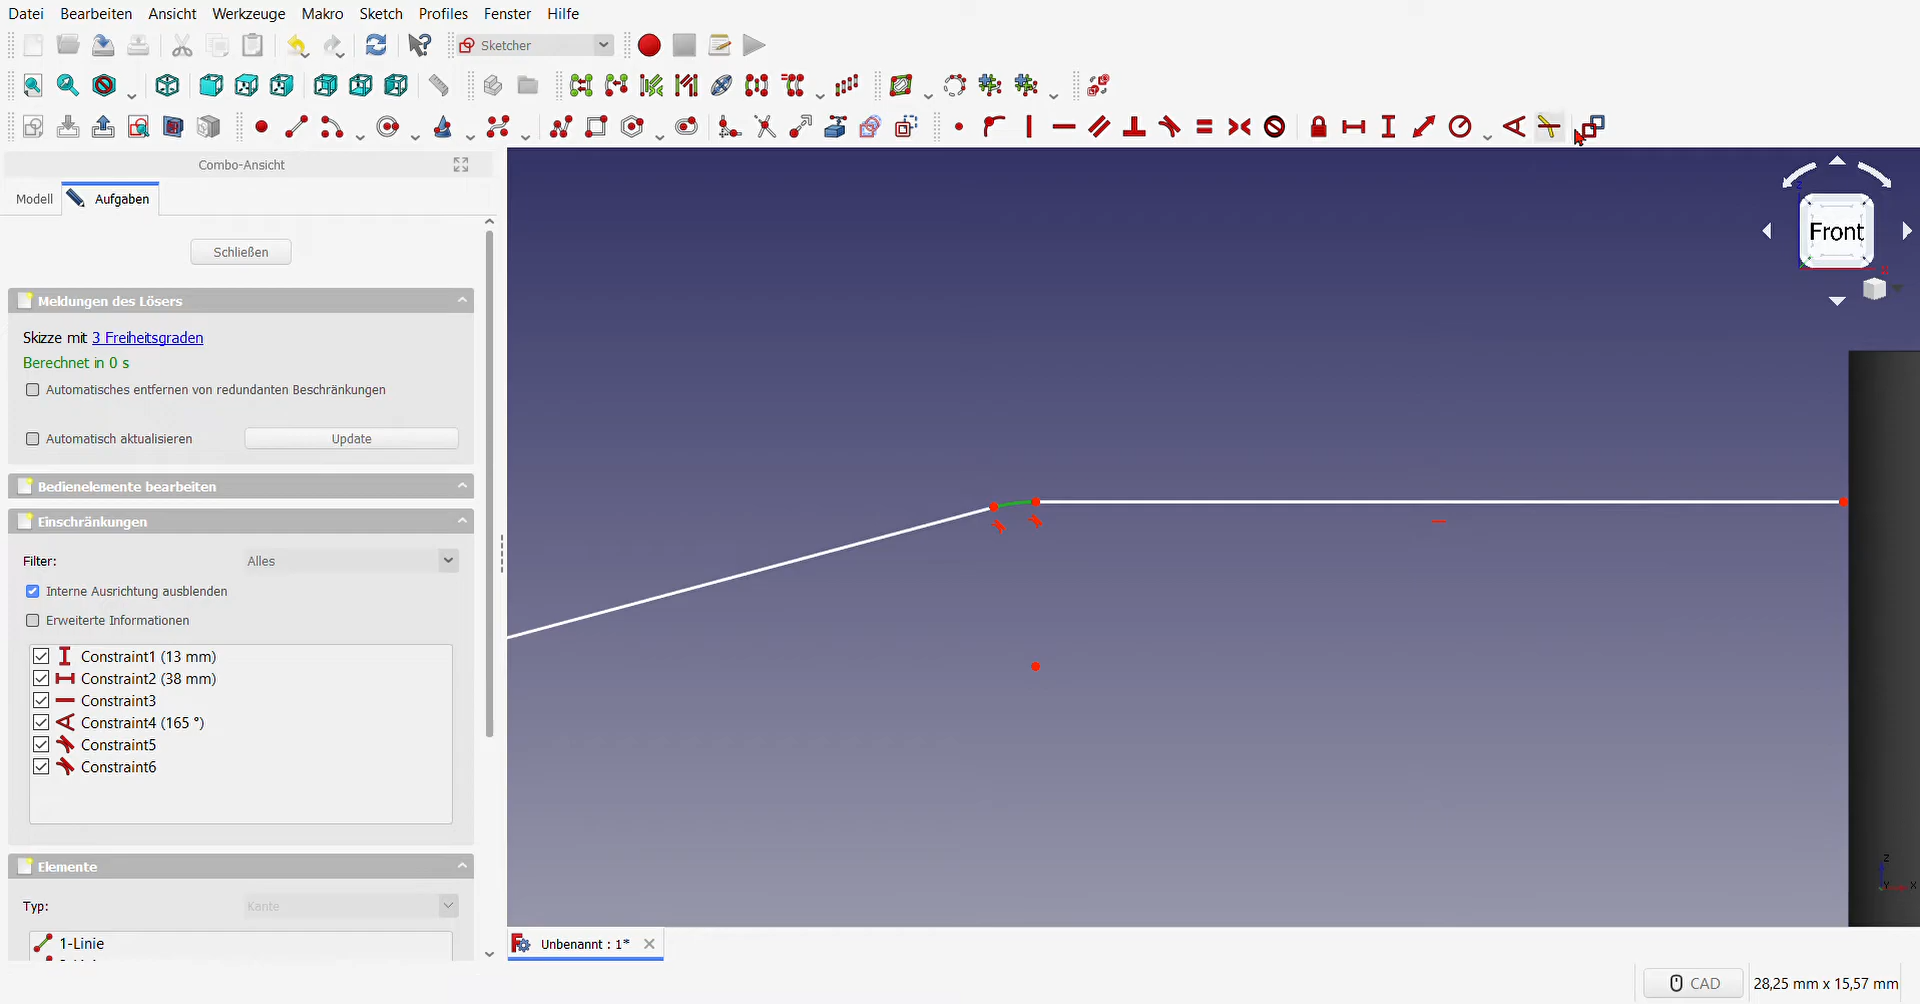 Datei Bearbeiten Ansicht Werkzeuge Makro Sketch Profiles Fenster Hilfe
Sketcher
Combo-Ansicht
Modell Aufgaben
Schließen
Meldungen des Lösers
Skizze mit 3 Freiheitsgraden
Berechnet in 0 s
Automatisches entfernen von redundanten Beschränkungen
Automatisch aktualisieren Update
Bedienelemente bearbeiten
Einschränkungen
Filter: Alles
Interne Ausrichtung ausblenden
Erweiterte Informationen
Constraint1 (13 mm)
Constraint2 (38 mm)
Constraint3
Constraint4 (165 °)
Constraint5
Constraint6
Elemente
Typ: Kante
1-Linie
Front
Z
X
Z
Y
X
Unbenannt : 1*
CAD 28,25 mm x 15,57 mm